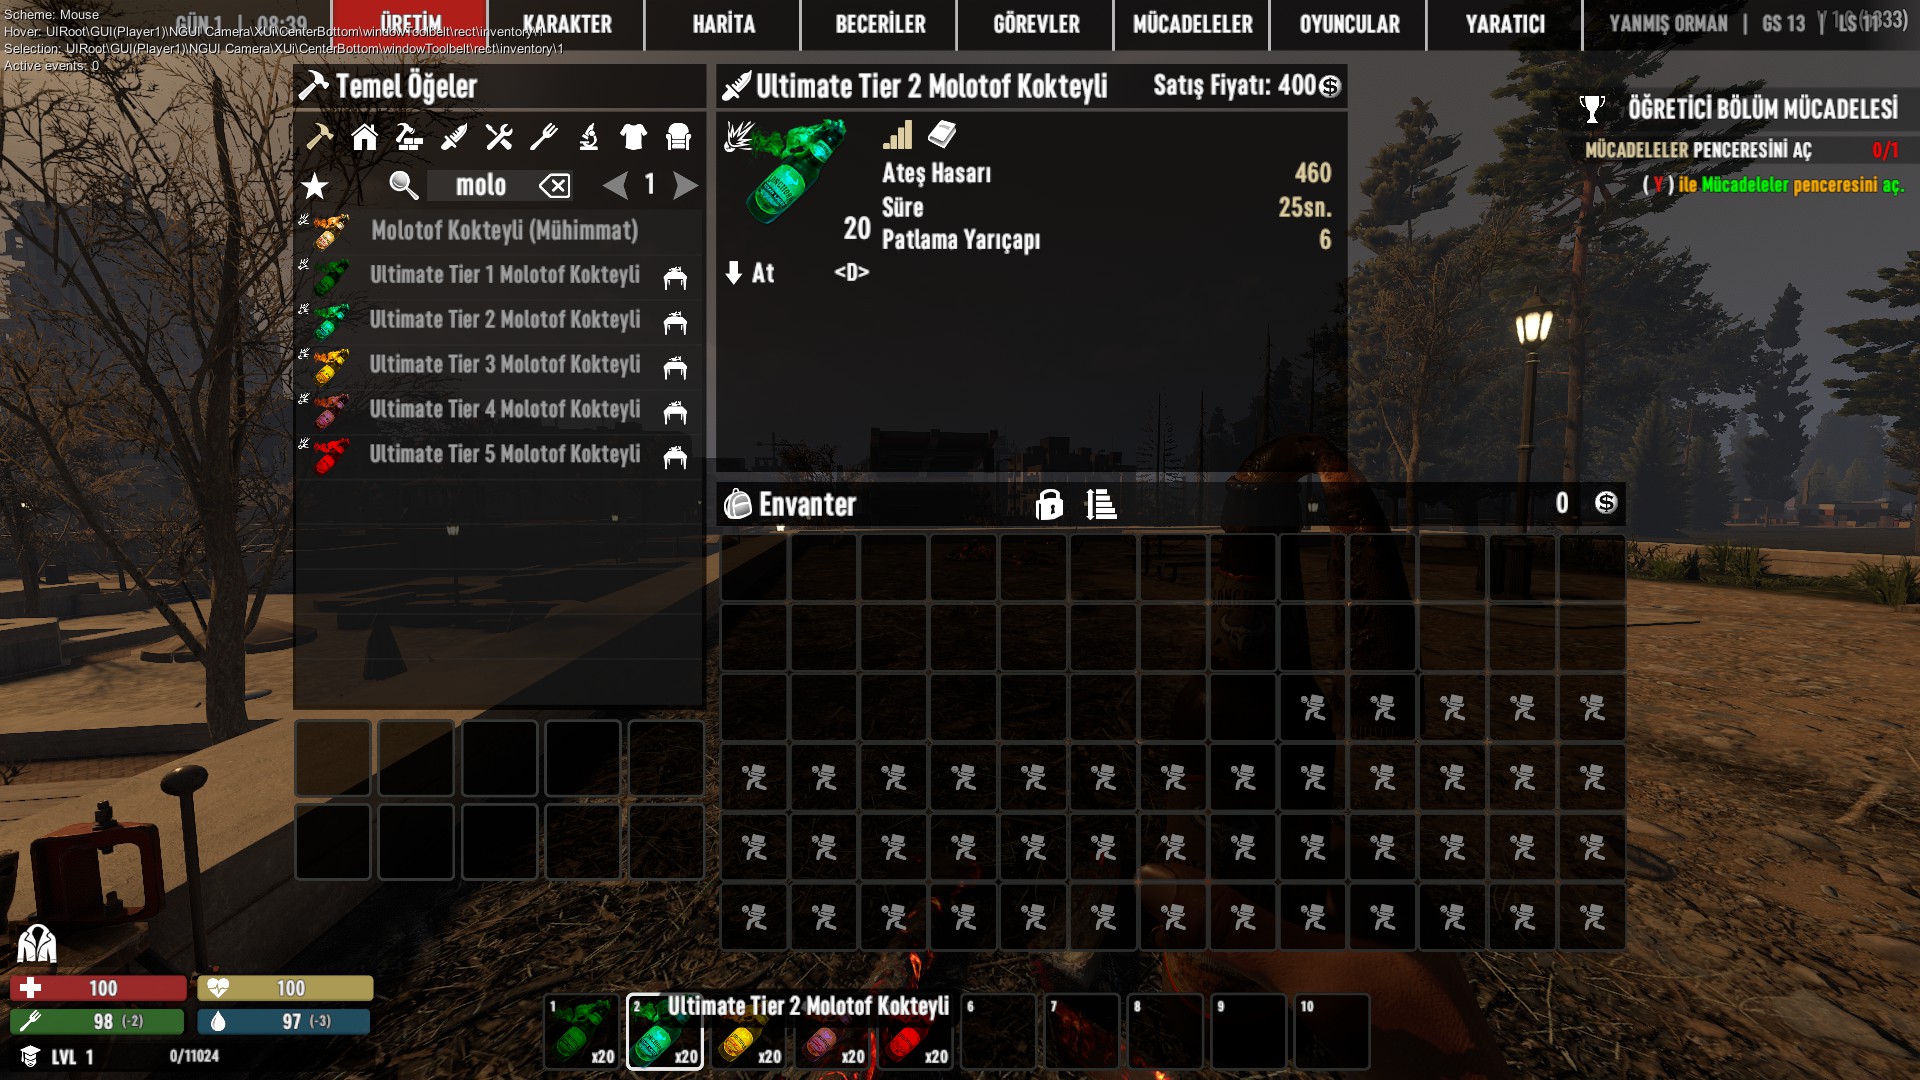 Scheme: Mouse
Hover: UIRoot\GUI(Player1)\NGUI Camera\XUi\CenterBottom\windowToolbelt\rect\inventory\1
Selection: UIRoot\GUI(Player1)\NGUI Camera\XUi\CenterBottom\windowToolbelt\rect\inventory\1
Active events: 0
GÜN 1 | 08:39
ÜRETİM
KARAKTER
HARİTA
BECERİLER
GÖREVLER
MÜCADELELER
OYUNCULAR
YARATICI
YANMIŞ ORMAN | GS 13 | LS
Temel Öğeler
molo
1
Molotof Kokteyli (Mühimmat)
Ultimate Tier 1 Molotof Kokteyli
Ultimate Tier 2 Molotof Kokteyli
Ultimate Tier 3 Molotof Kokteyli
Ultimate Tier 4 Molotof Kokteyli
Ultimate Tier 5 Molotof Kokteyli
Ultimate Tier 2 Molotof Kokteyli
Satış Fiyatı: 400
Ateş Hasarı 460
Süre 25sn.
20
Patlama Yarıçapı 6
At <D>
ÖĞRETİCİ BÖLÜM MÜCADELESİ
MÜCADELELER PENCERESİNİ AÇ 0/1
( Y ) ile Mücadeleler penceresini aç.
Envanter
0
100
100
98 (-2)
97 (-3)
LVL 1
0/11024
Ultimate Tier 2 Molotof Kokteyli
1 x20
2 x20
x20
x20
x20
6
7
8
9
10